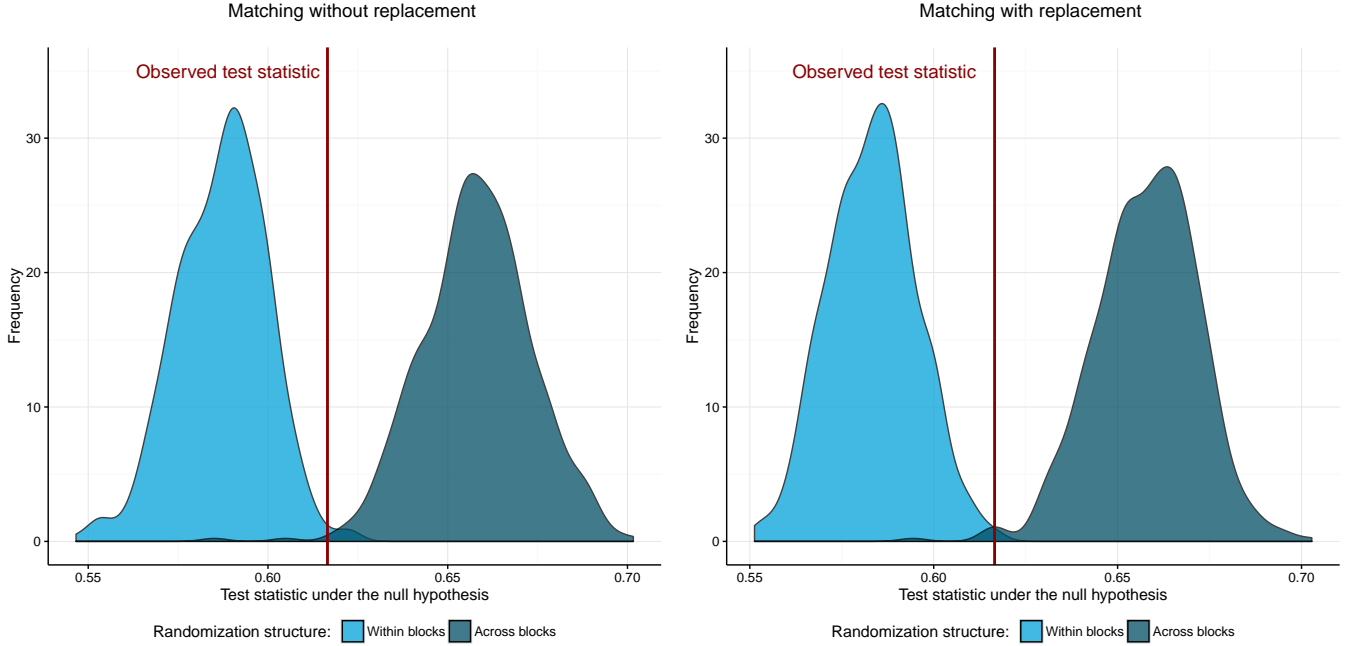 Matching without replacement
Observed test statistic
Frequency
30
20
10
0
0.55 0.60 0.65 0.70
Test statistic under the null hypothesis
Randomization structure: Within blocks Across blocks
Matching with replacement
Observed test statistic
Frequency
30
20
10
0
0.55 0.60 0.65 0.70
Test statistic under the null hypothesis
Randomization structure: Within blocks Across blocks